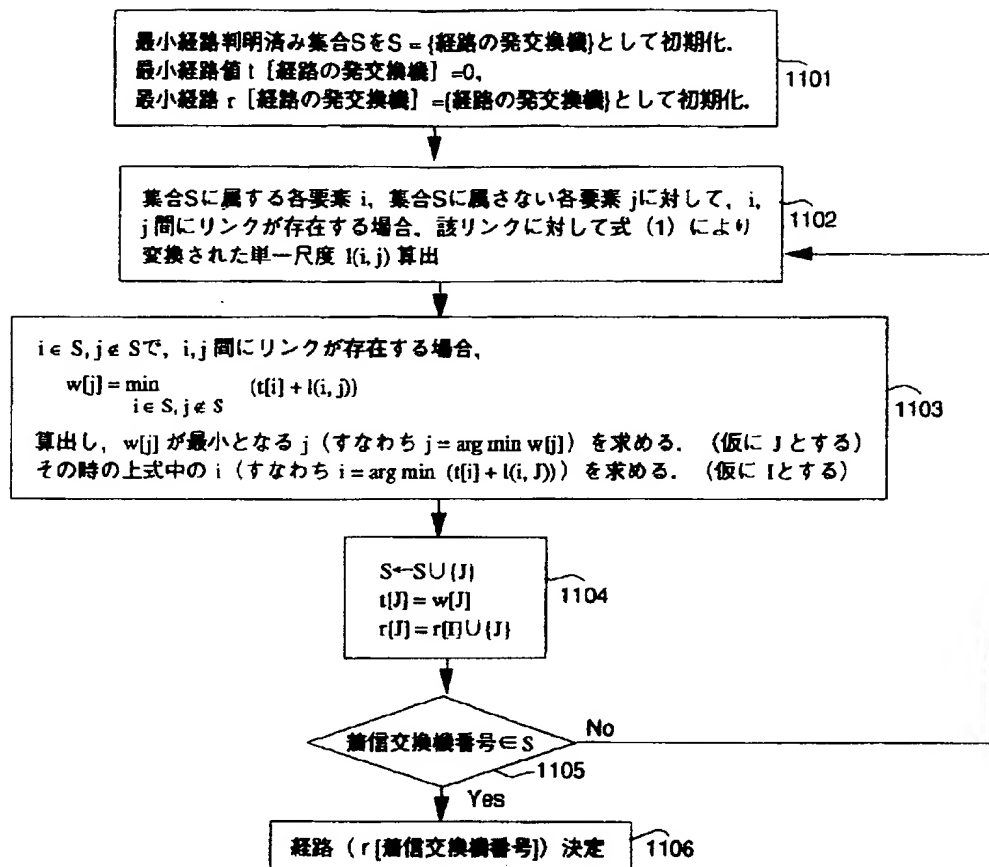 最小経路判明済み集合SをS = {経路の発交換機}として初期化.
最小経路値 t [経路の発交換機] =0,
最小経路 r [経路の発交換機] ={経路の発交換機}として初期化.
1101
集合Sに属する各要素 i, 集合Sに属さない各要素 jに対して, i,
j 間にリンクが存在する場合, 該リンクに対して式 (1) により
変換された単一尺度 l(i, j) 算出
1102
i ∈ S, j ∉ Sで, i, j 間にリンクが存在する場合,
w[j] = min (t[i] + l(i, j))
i ∈ S, j ∉ S
算出し, w[j] が最小となる j (すなわち j = arg min w[j]) を求める. (仮に J とする)
その時の上式中の i (すなわち i = arg min (t[i] + l(i, J))) を求める. (仮に Iとする)
1103
S←S∪{J}
t[J] = w[J]
r[J] = r[I]∪{J}
1104
着信交換機番号∈S
No
1105
Yes
経路 (r [着信交換機番号]) 決定
1106